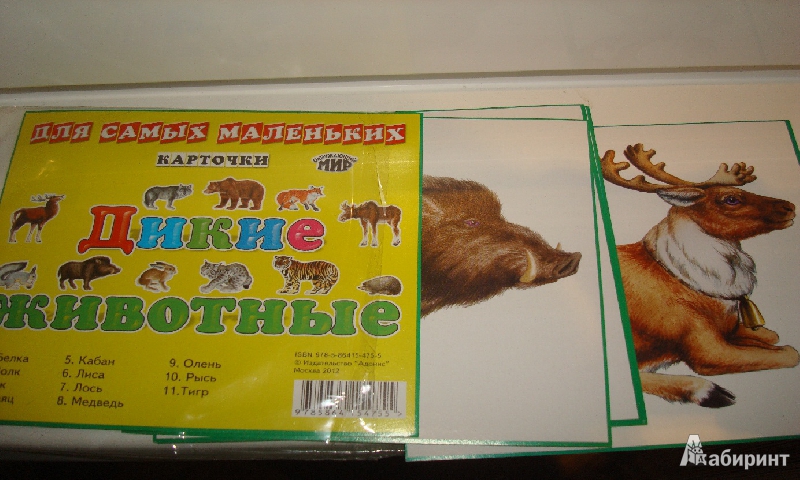 ДЛЯ САМЫХ МАЛЕНЬКИХ
КАРТОЧКИ
МИР
Дикие
животные
5. Кабан
6. Лиса
7. Лось
8. Медведь
9. Олень
10. Рысь
11. Тигр
ISBN
© Издательство
Москва 2012
Лабиринт